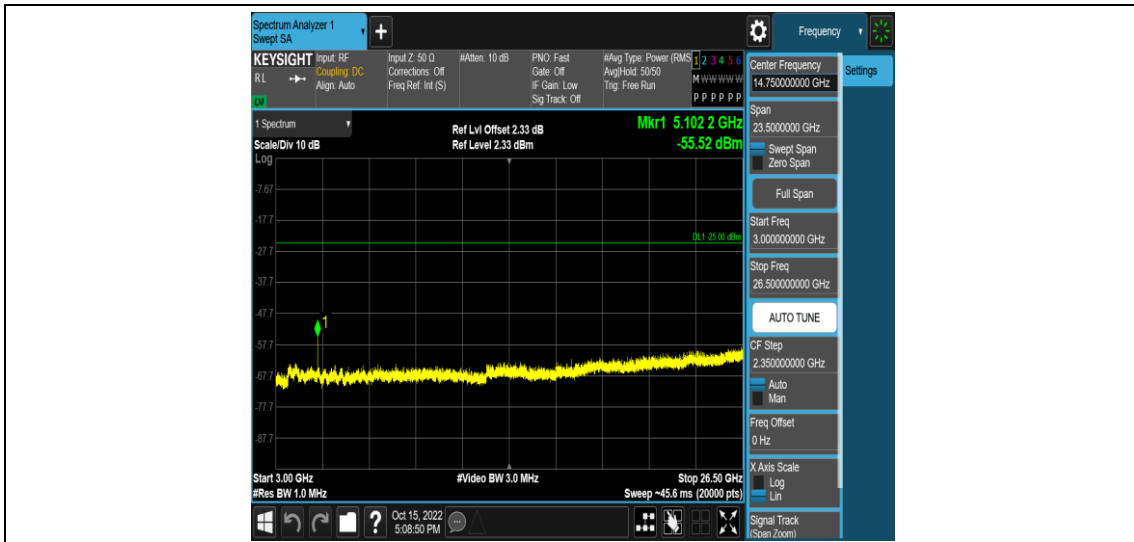 Spectrum Analyzer 1
Swept SA
+
Frequency
KEYSIGHT
RL
Input: RF
Coupling: DC
Align: Auto
Input Z: 50 Ω
Corrections: Off
Freq Ref: Int (S)
#Atten: 10 dB
PNO: Fast
Gate: Off
IF Gain: Low
Sig Track: Off
#Avg Type: Power (RMS
Avg|Hold: 50/50
Trig: Free Run
1 2 3 4 5 6
M W W W W W
P P P P P P
Center Frequency
14.750000000 GHz
Settings
Span
23.5000000 GHz
Swept Span
Zero Span
Full Span
Start Freq
3.000000000 GHz
Stop Freq
26.500000000 GHz
AUTO TUNE
CF Step
2.350000000 GHz
Auto
Man
Freq Offset
0 Hz
X Axis Scale
Log
Lin
Signal Track
(Span Zoom)
1 Spectrum
Scale/Div 10 dB
Ref Lvl Offset 2.33 dB
Ref Level 2.33 dBm
Mkr1 5.102 2 GHz
-55.52 dBm
Log
-7.67
-17.7
DL1 -25.00 dBm
-27.7
-37.7
-47.7
1
-57.7
-67.7
-77.7
-87.7
Start 3.00 GHz
#Video BW 3.0 MHz
Stop 26.50 GHz
#Res BW 1.0 MHz
Sweep ~45.6 ms (20000 pts)
?
Oct 15, 2022
5:08:50 PM